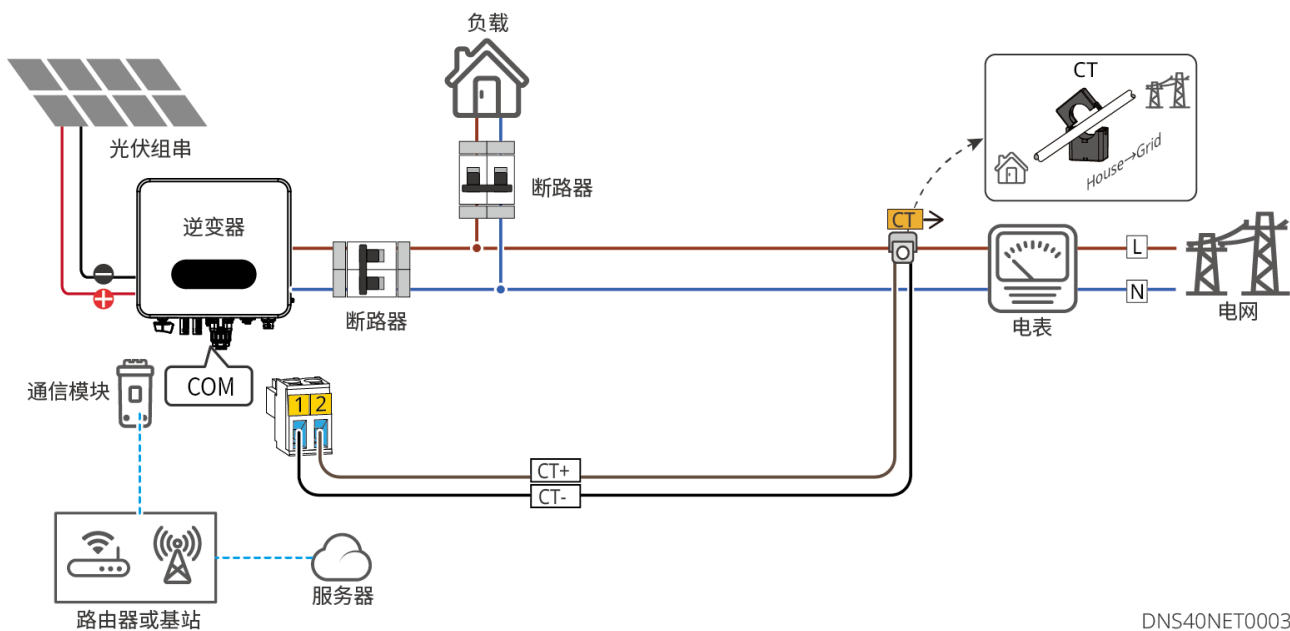 负载
CT
House→Grid
光伏组串
断路器
逆变器
CT
L
N
断路器
电表
电网
通信模块
COM
1 2
CT+
CT-
服务器
路由器或基站
DNS40NET0003